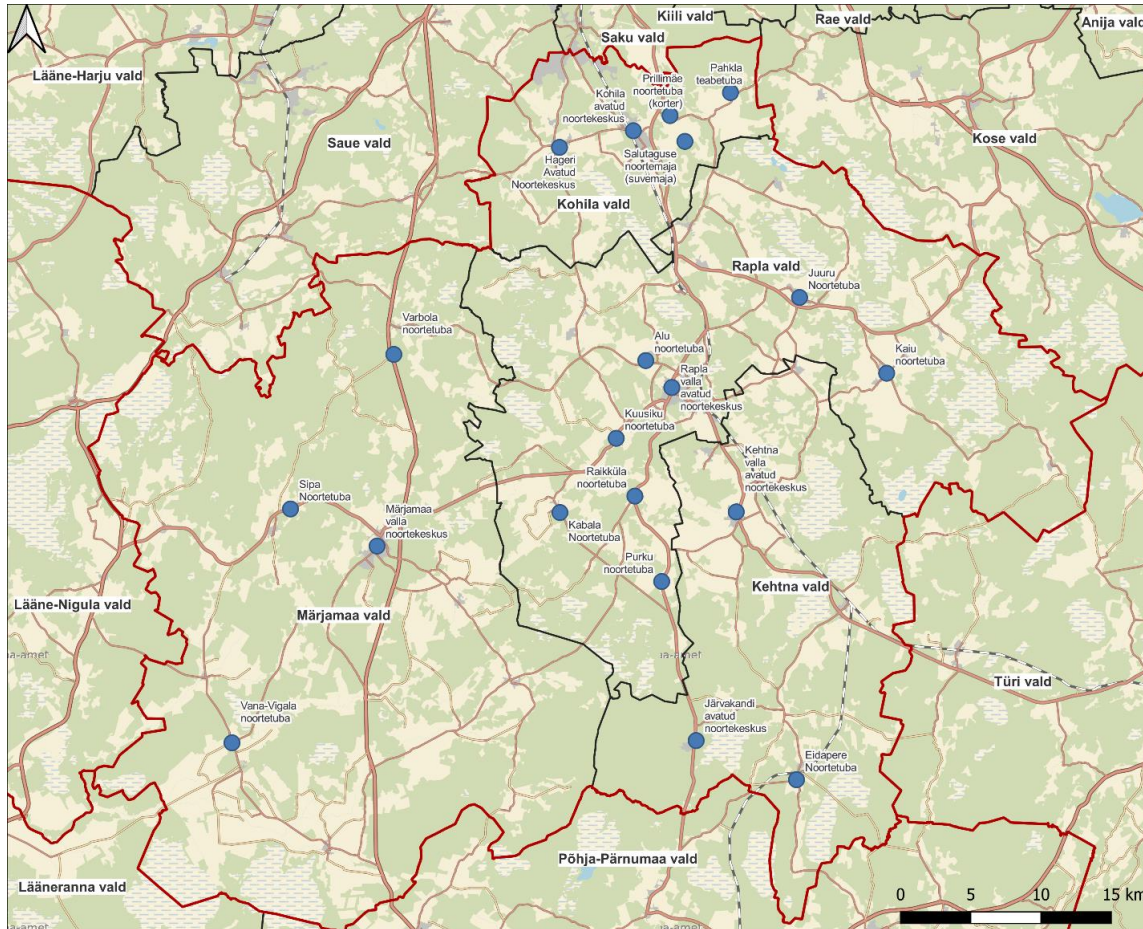 Kiili vald
Rae vald
Anija vald
Saku vald
Lääne-Harju vald
Prillimäe
noortetuba
(korter)
Pahkla
teabetuba
Kohila
avatud
noortekeskus
Saue vald
Kose vald
Hageri
Avatud
Noortekeskus
Salutaguse
noortemaja
(suvemaja)
Kohila vald
Rapla vald
Juuru
Noortetuba
Varbola
noortetuba
Alu
noortetuba
Kaiu
noortetuba
Rapla
valla
avatud
noortekeskus
Kuusiku
noortetuba
Kehtna
valla
avatud
noortekeskus
Raikküla
noortetuba
Sipa
Noortetuba
Märjamaa
valla
noortekeskus
Kabala
Noortetuba
Purku
noortetuba
Kehtna vald
Lääne-Nigula vald
Märjamaa vald
a-amet
ja-amet
Türi vald
Vana-Vigala
noortetuba
Järvakandi
avatud
noortekeskus
Eidapere
Noortetuba
Põhja-Pärnumaa vald
Lääneranna vald
0 5 10 15 km